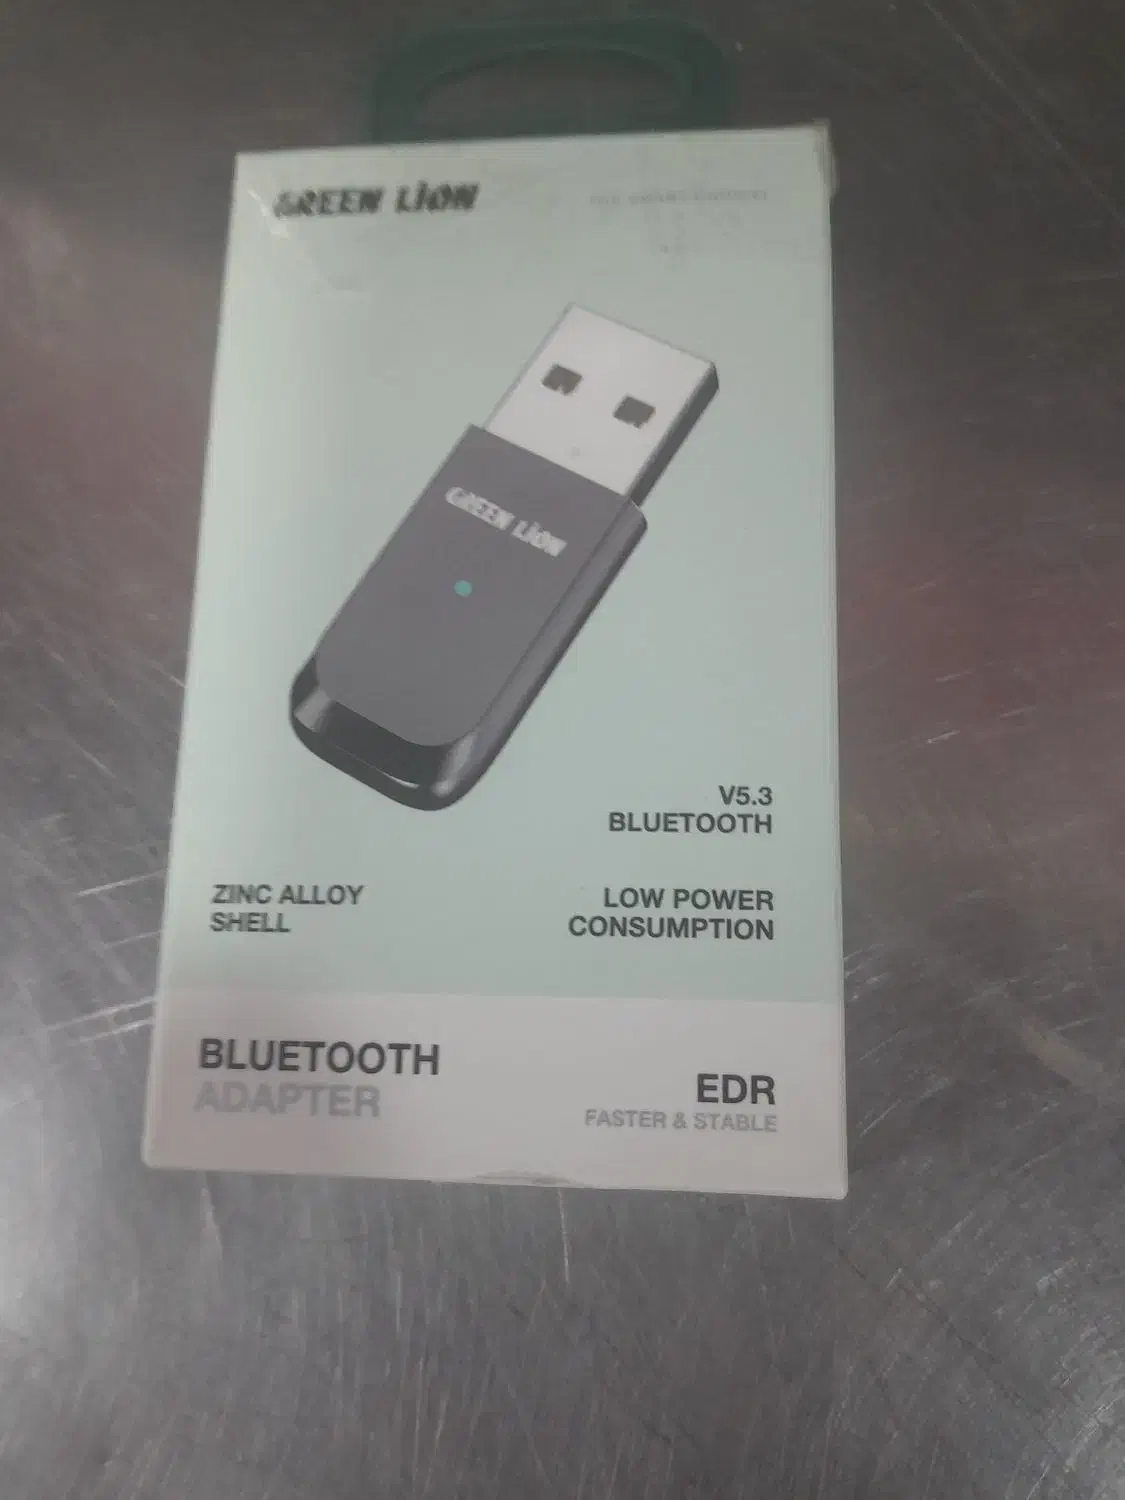 GREEN LION
GREEN LION
V5.3
BLUETOOTH
ZINC ALLOY
SHELL
LOW POWER
CONSUMPTION
BLUETOOTH
ADAPTER
EDR
FASTER & STABLE